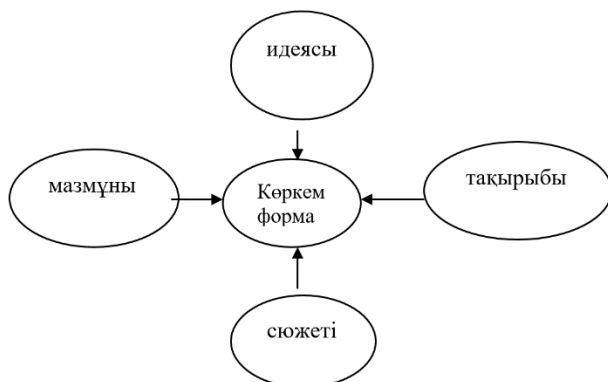 идеясы
мазмұны
Көркем
форма
тақырыбы
сюжеті